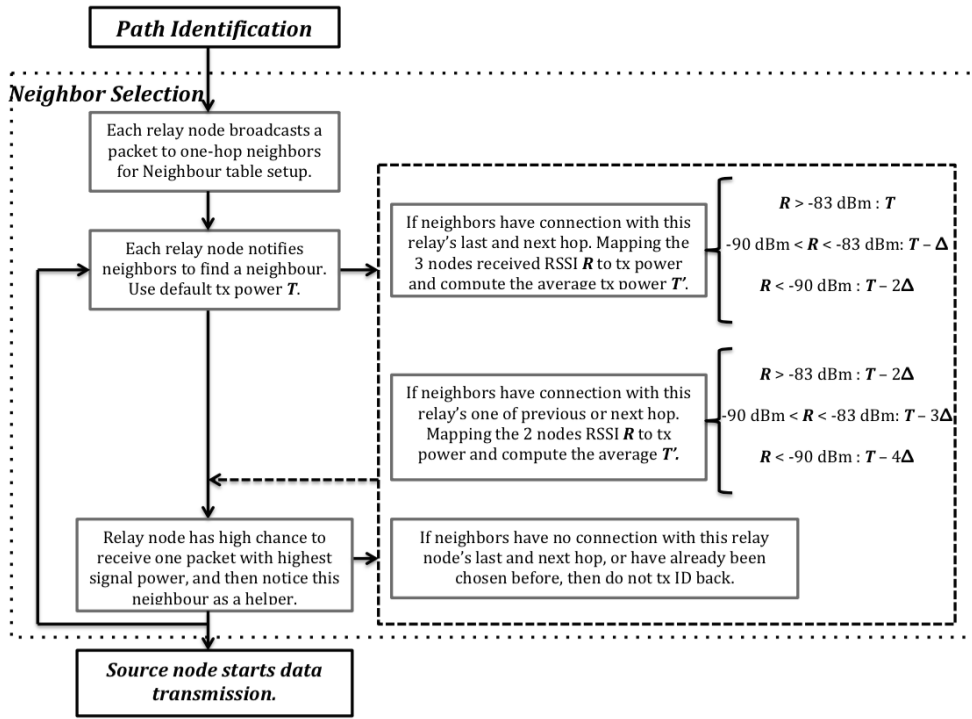 Path Identification
Neighbor Selection
Each relay node broadcasts a
packet to one-hop neighbors
for Neighbour table setup.
Each relay node notifies
neighbors to find a neighbour.
Use default tx power T.
If neighbors have connection with this
relay's last and next hop. Mapping the
3 nodes received RSSI R to tx power
and compute the average tx power T'.
R > -83 dBm : T
-90 dBm < R < -83 dBm: T – Δ
R < -90 dBm : T – 2Δ
If neighbors have connection with this
relay's one of previous or next hop.
Mapping the 2 nodes RSSI R to tx
power and compute the average T'.
R > -83 dBm : T – 2Δ
-90 dBm < R < -83 dBm: T – 3Δ
R < -90 dBm : T – 4Δ
Relay node has high chance to
receive one packet with highest
signal power, and then notice this
neighbour as a helper.
If neighbors have no connection with this relay
node's last and next hop, or have already been
chosen before, then do not tx ID back.
Source node starts data
transmission.